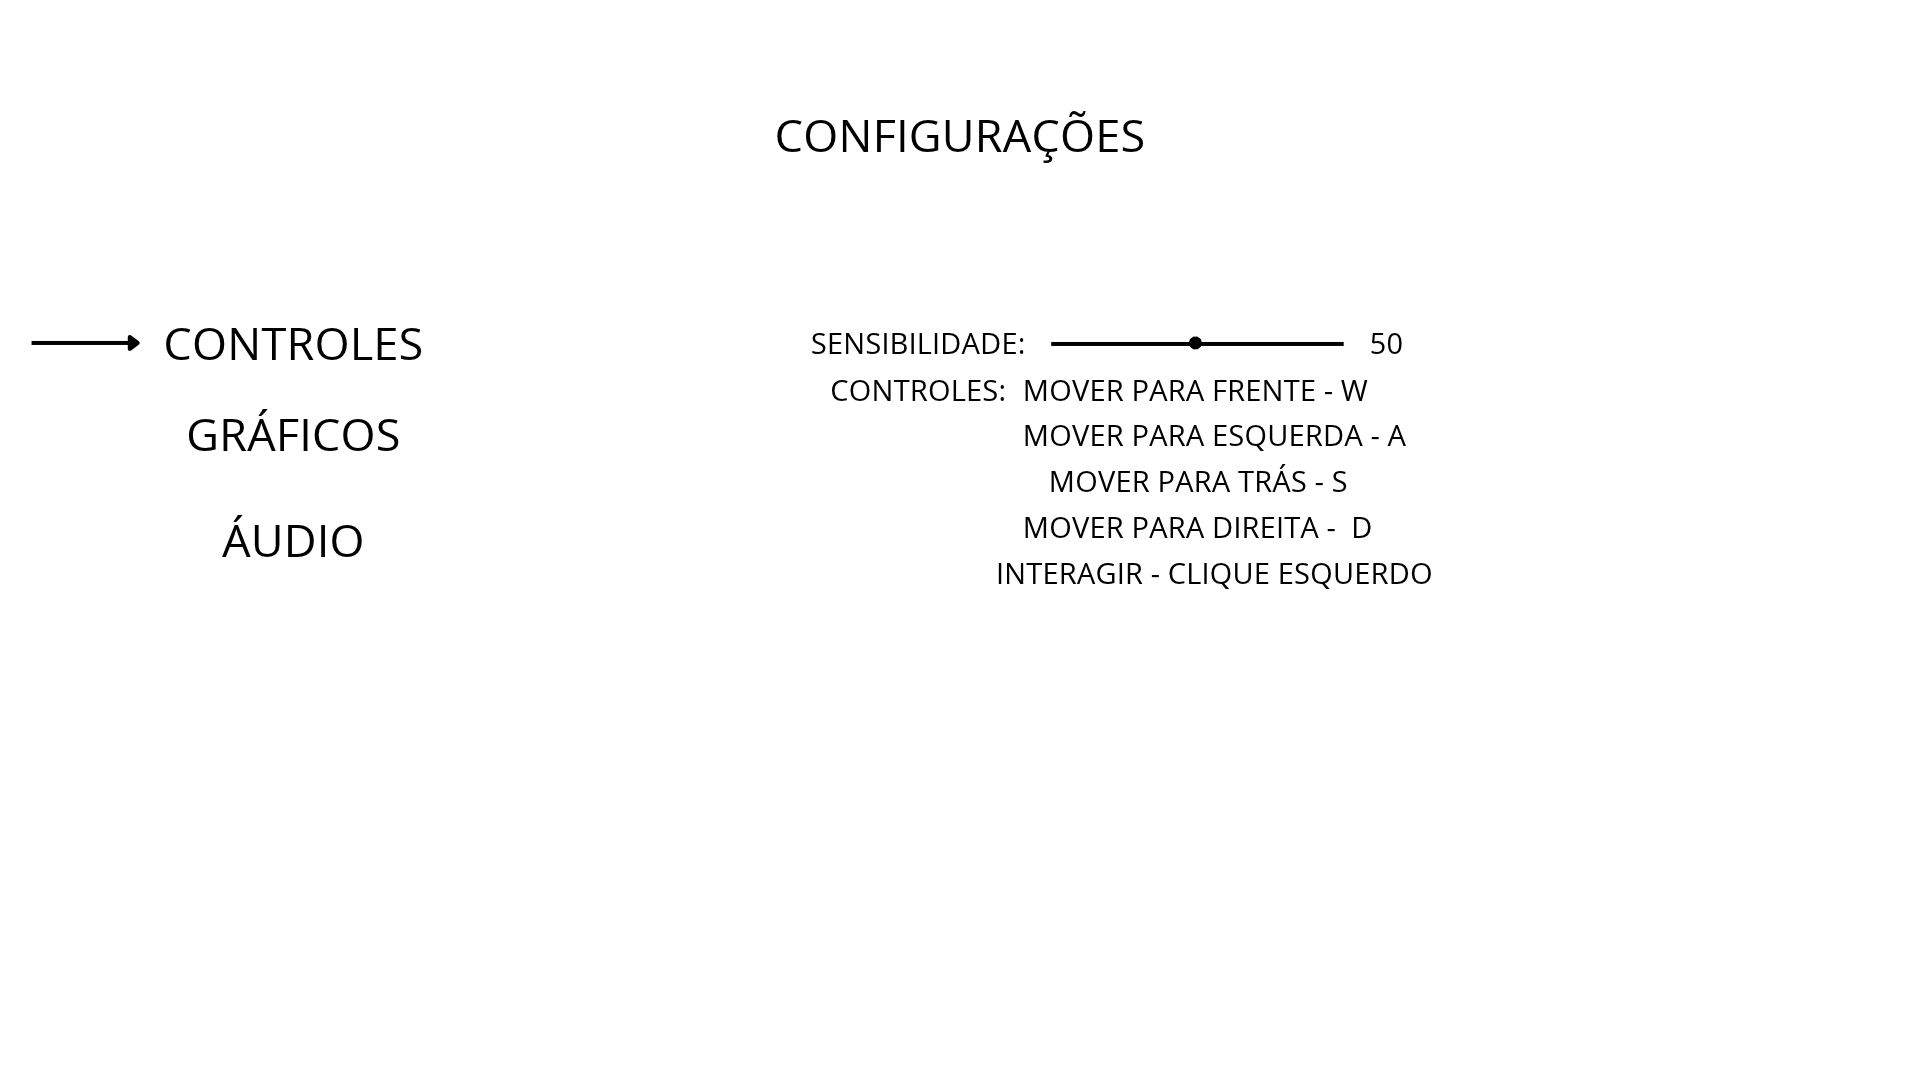 CONFIGURAÇÕES
CONTROLES
GRÁFICOS
ÁUDIO
SENSIBILIDADE: 50
CONTROLES: MOVER PARA FRENTE - W
MOVER PARA ESQUERDA - A
MOVER PARA TRÁS - S
MOVER PARA DIREITA - D
INTERAGIR - CLIQUE ESQUERDO